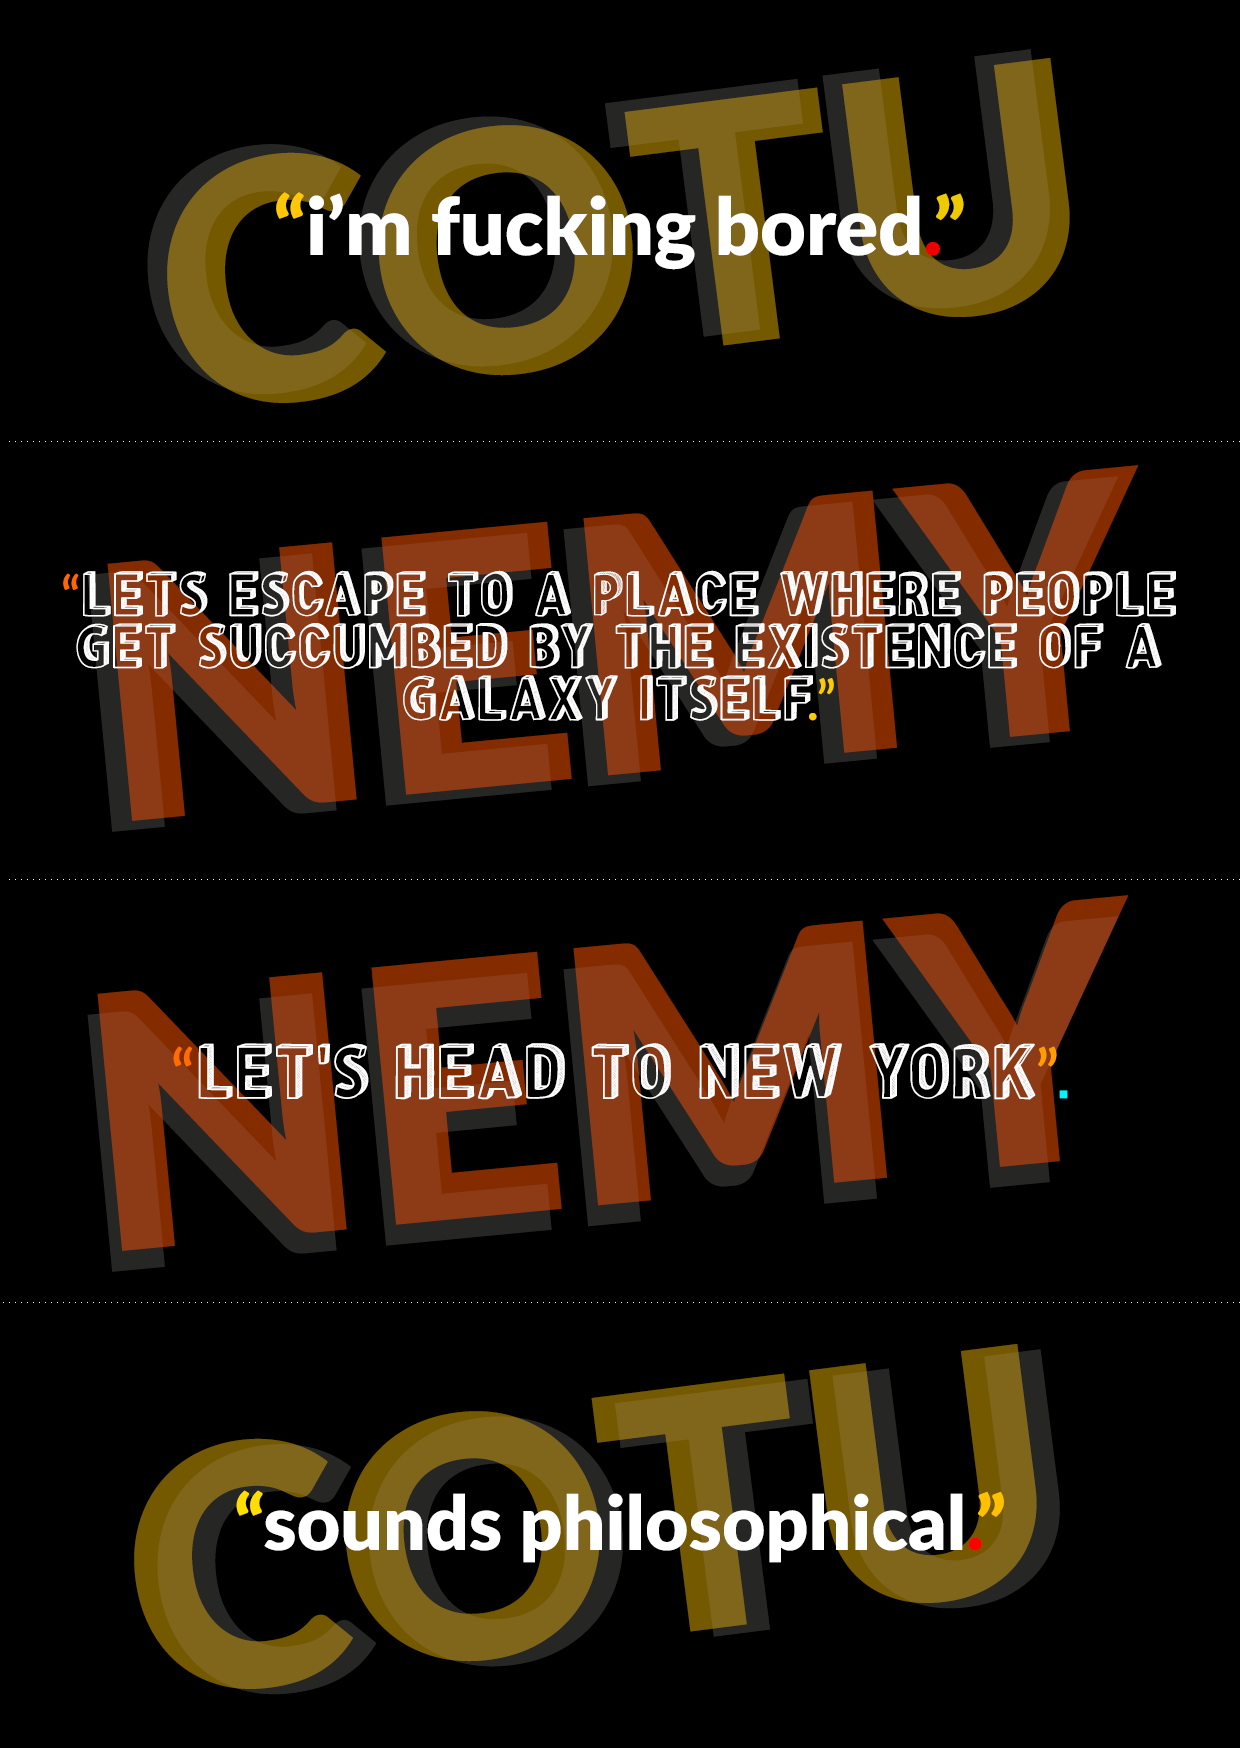 COTU
“i’m fucking bored.”
NEMY
“LETS ESCAPE TO A PLACE WHERE PEOPLE
GET SUCCUMBED BY THE EXISTENCE OF A
GALAXY ITSELF.”
NEMY
“LET'S HEAD TO NEW YORK”.
COTU
“sounds philosophical.”